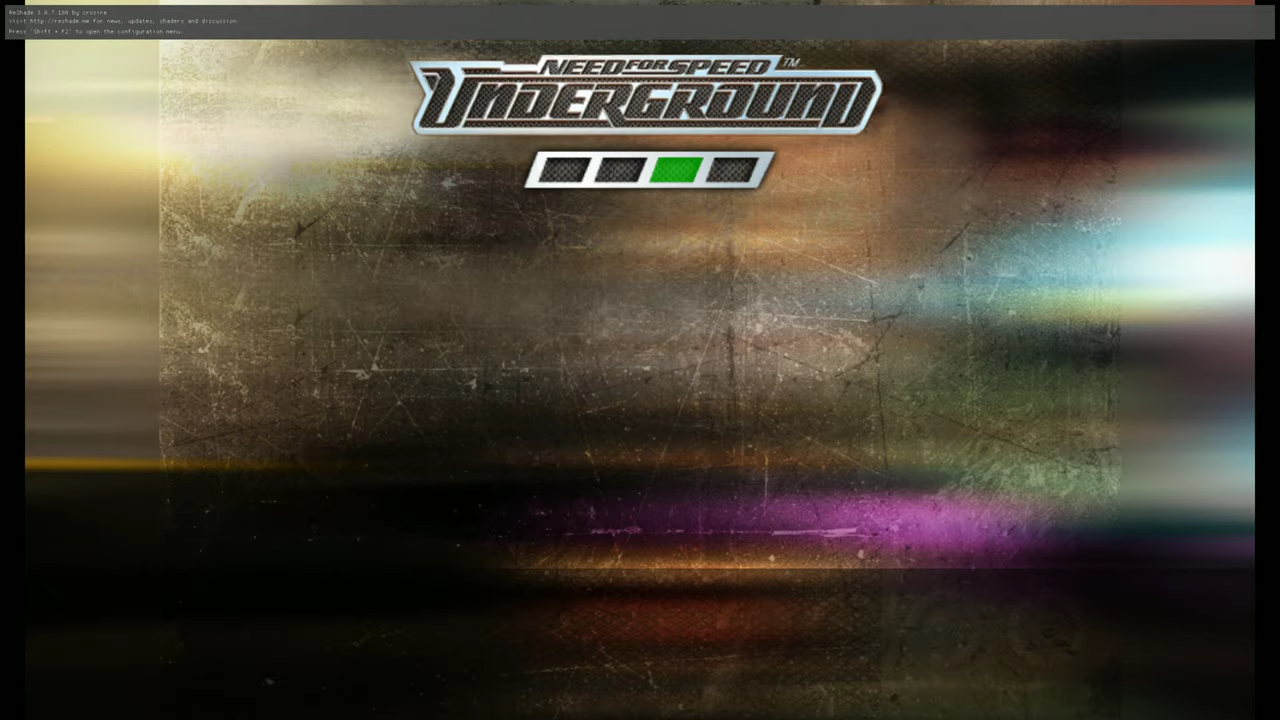 ReShade 3.0.7.180 by crosire
Visit http://reshade.me for news, updates, shaders and discussion.
Press 'Shift + F2' to open the configuration menu.
NEED FOR SPEED TM
UNDERGROUND